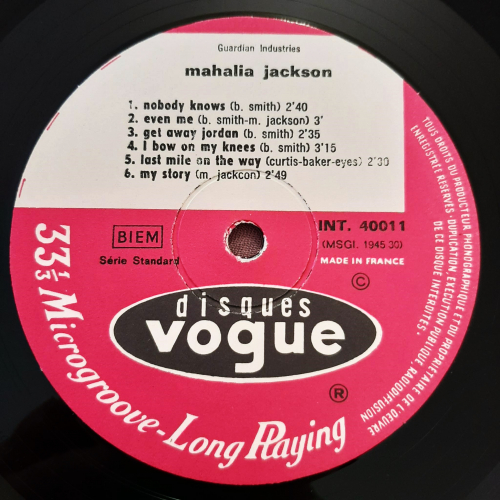 Guardian Industries
mahalia jackson
1. nobody knows (b. smith) 2'40
2. even me (b. smith-m. jackson) 3'
3. get away jordan (b. smith) 2'35
4. I bow on my knees (b. smith) 3'15
5. last mile on the way (curtis-baker-eyes) 2'30
6. my story (m. jackcon) 2'49
BIEM
Série Standard
INT. 40011
(MSGI. 1945 30)
MADE IN FRANCE
©
disques
vogue
®
33⅓ Microgroove-Long Playing
TOUS DROITS DU PRODUCTEUR PHONOGRAPHIQUE ET DU PROPRIÉTAIRE DE L'OEUVRE
ENREGISTRÉE RÉSERVÉS · DUPLICATION, EXÉCUTION PUBLIQUE, RADIODIFFUSION
DE CE DISQUE INTERDITES.